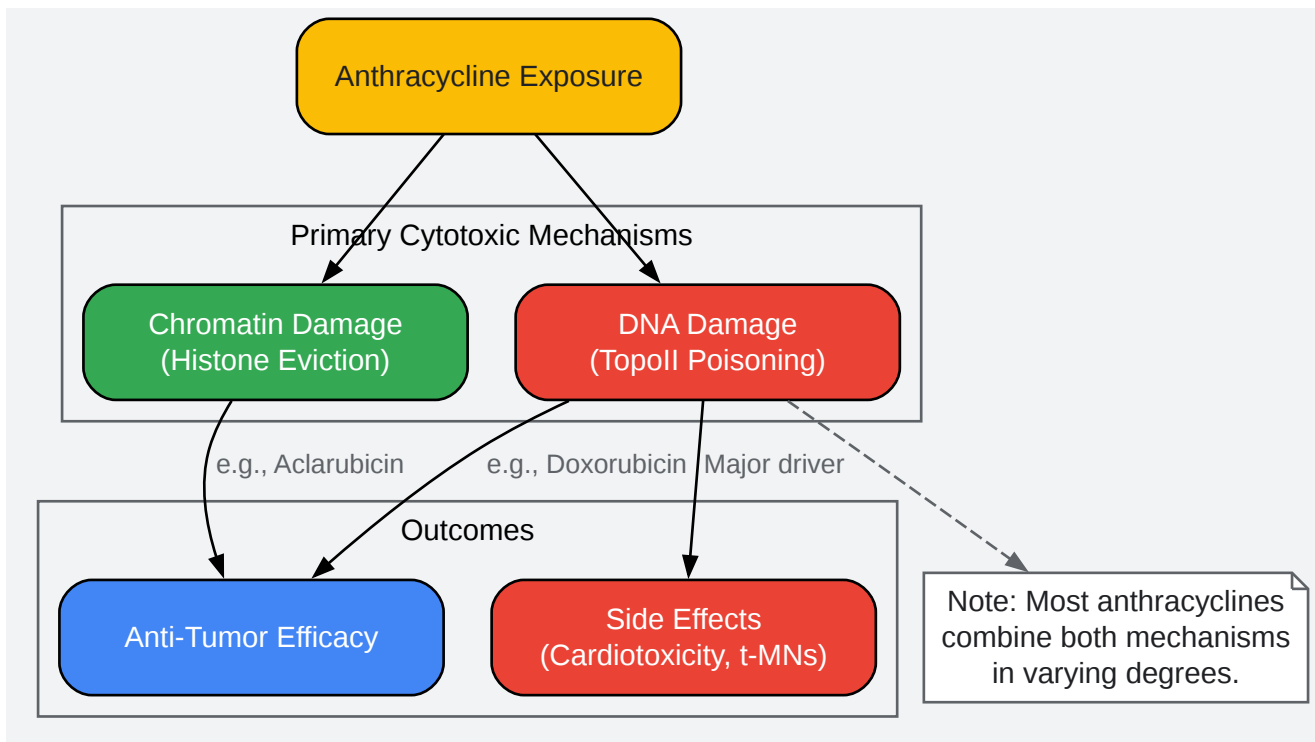 Anthracycline Exposure
Primary Cytotoxic Mechanisms
Chromatin Damage
(Histone Eviction)
DNA Damage
(TopoII Poisoning)
e.g., Aclarubicin
e.g., Doxorubicin
Major driver
Outcomes
Anti-Tumor Efficacy
Side Effects
(Cardiotoxicity, t-MNs)
Note: Most anthracyclines
combine both mechanisms
in varying degrees.